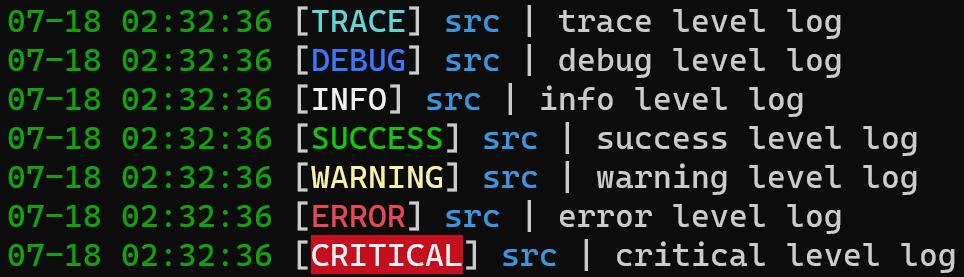 07-18 02:32:36 [TRACE] src | trace level log
07-18 02:32:36 [DEBUG] src | debug level log
07-18 02:32:36 [INFO] src | info level log
07-18 02:32:36 [SUCCESS] src | success level log
07-18 02:32:36 [WARNING] src | warning level log
07-18 02:32:36 [ERROR] src | error level log
07-18 02:32:36 [CRITICAL] src | critical level log